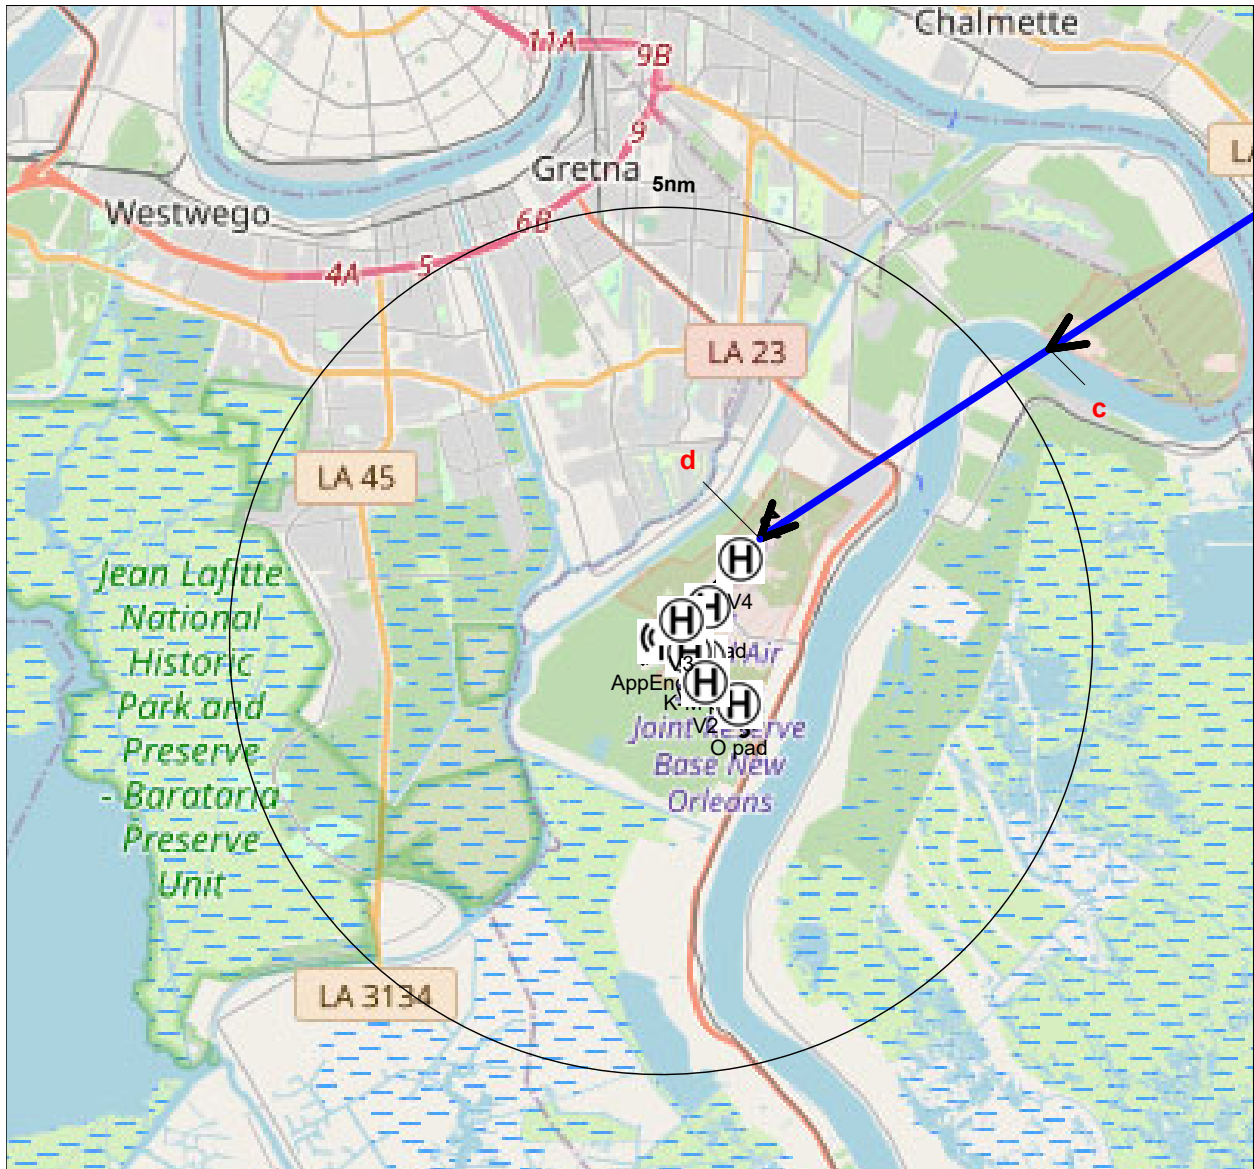 Chalmette
11A
9B
9
Gretna
5nm
Westwego
6B
5
4A
LA 23
c
d
LA 45
Jean Lafitte
National
Historic
Park and
Preserve
- Barataria
Preserve
Unit
H
H
V4
H
Air
V3
H
H
V2
O pad
Joint Reserve
Base New
Orleans
LA 3134